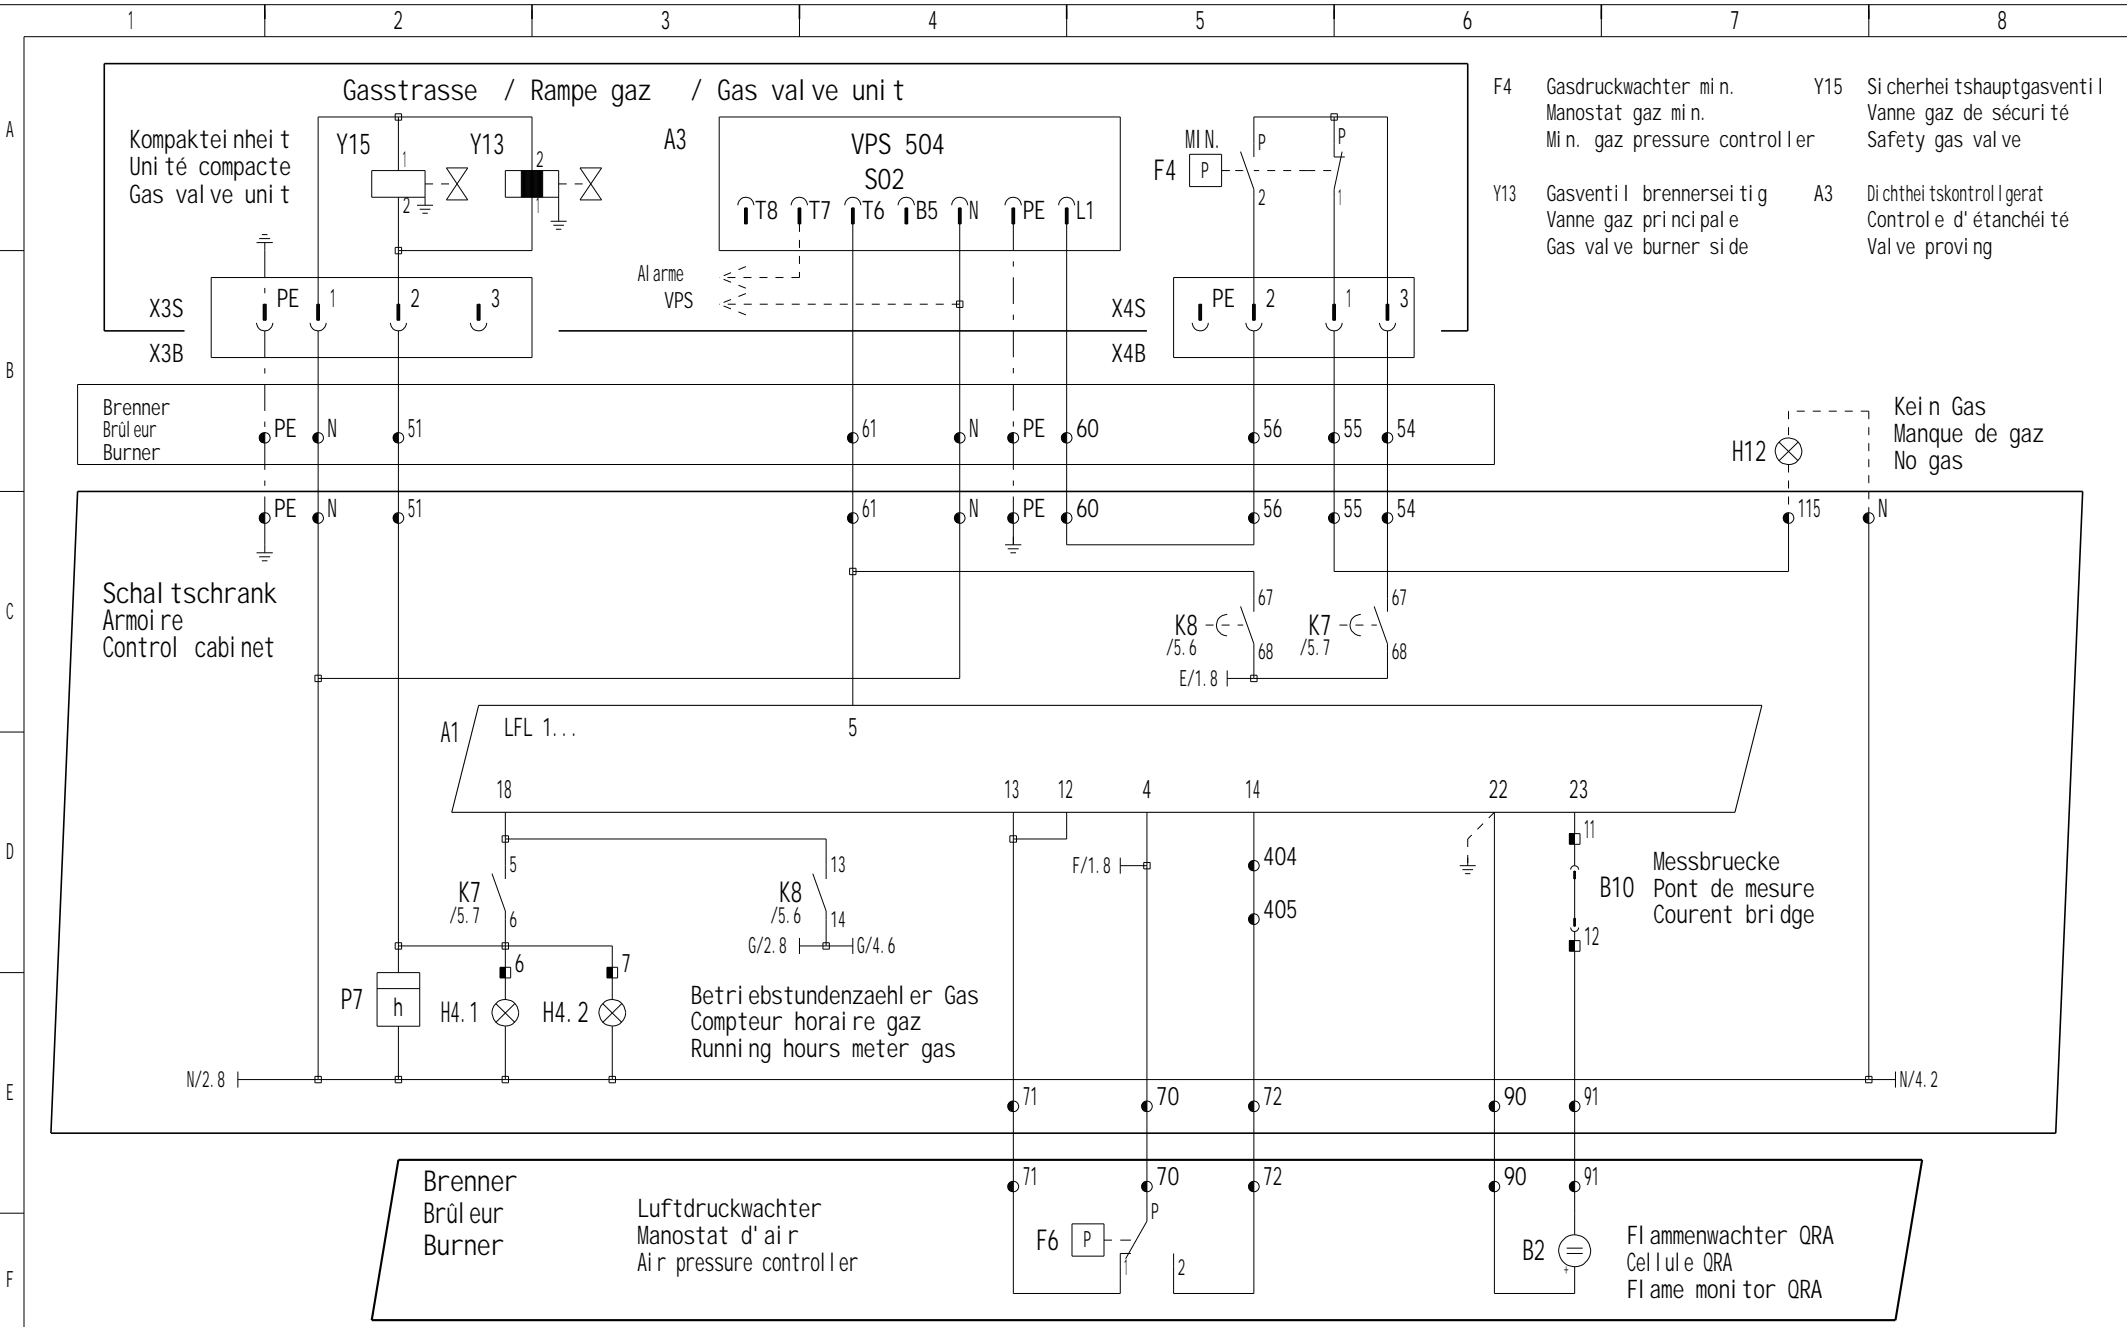 1 2 3 4 5 6 7 8
A
B
C
D
E
F
Gasstrasse / Rampe gaz / Gas valve unit
Kompakteinheit
Unité compacte
Gas valve unit
Y15
1
2
Y13
2
1
A3
VPS 504
S02
T8 T7 T6 B5 N PE L1
MIN.
F4
P
P
2
P
1
F4 Gasdruckwachter min.
Manostat gaz min.
Min. gaz pressure controller
Y15 Sicherheitshauptgasventil
Vanne gaz de sécurité
Safety gas valve
Y13 Gasventil brennerseitig
Vanne gaz principale
Gas valve burner side
A3 Dichtheitskontrollgerat
Controle d'étanchéité
Valve proving
Alarme
VPS
X3S
X3B
PE 1 2 3
X4S
X4B
PE 2 1 3
Brenner
Brûleur
Burner
PE N 51 61 N PE 60 56 55 54
H12
Kein Gas
Manque de gaz
No gas
PE N 51 61 N PE 60 56 55 54 115 N
Schaltschrank
Armoire
Control cabinet
K8
/5.6
67
68
K7
/5.7
67
68
E/1.8
A1
LFL 1...
5
18 13 12 4 14 22 23
K7
/5.7
5
6
K8
/5.6
13
14
G/2.8
G/4.6
F/1.8
404
405
11
B10
12
Messbruecke
Pont de mesure
Courent bridge
6
7
P7
h
H4.1
H4.2
Betriebstundenzaehler Gas
Compteur horaire gaz
Running hours meter gas
N/2.8
N/4.2
71 70 72 90 91
Brenner
Brûleur
Burner
71 70 72 90 91
Luftdruckwachter
Manostat d'air
Air pressure controller
F6
P
P
1
2
B2
+
Flammenwachter QRA
Cellule QRA
Flame monitor QRA